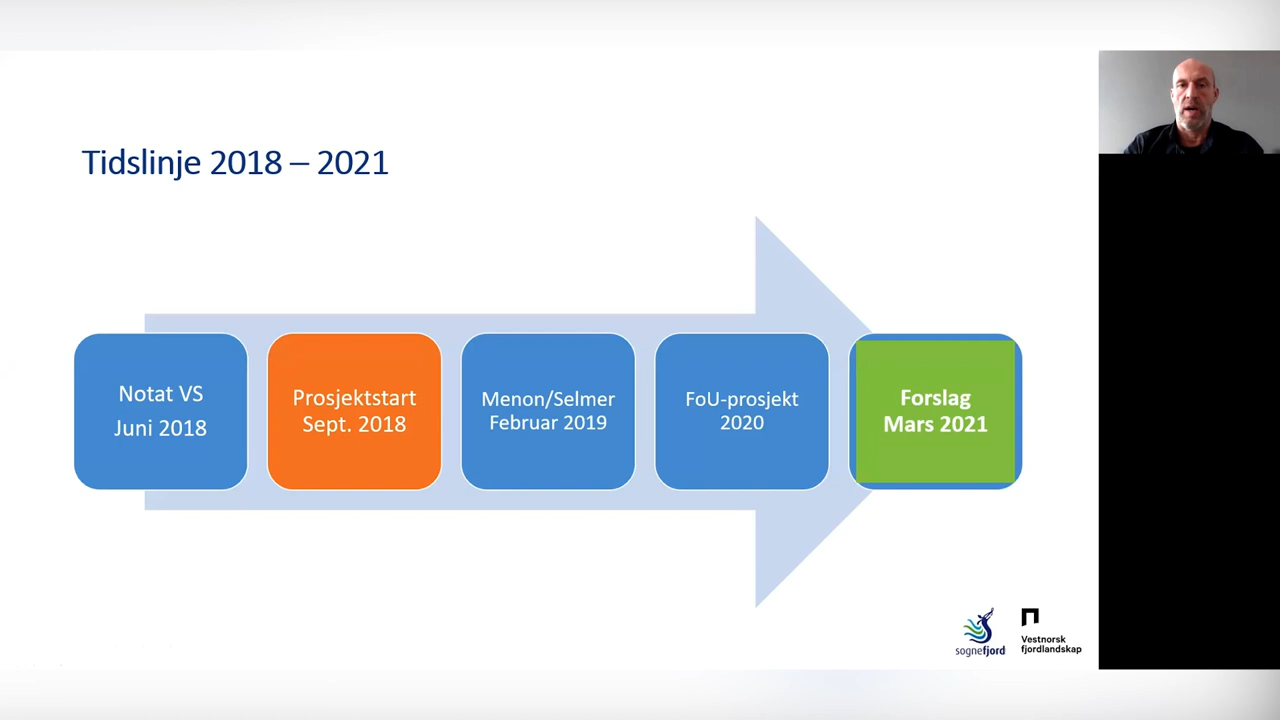 Tidslinje 2018 – 2021
Notat VS
Juni 2018
Prosjektstart
Sept. 2018
Menon/Selmer
Februar 2019
FoU-prosjekt
2020
Forslag
Mars 2021
sognefjord
Vestnorsk
fjordlandskap